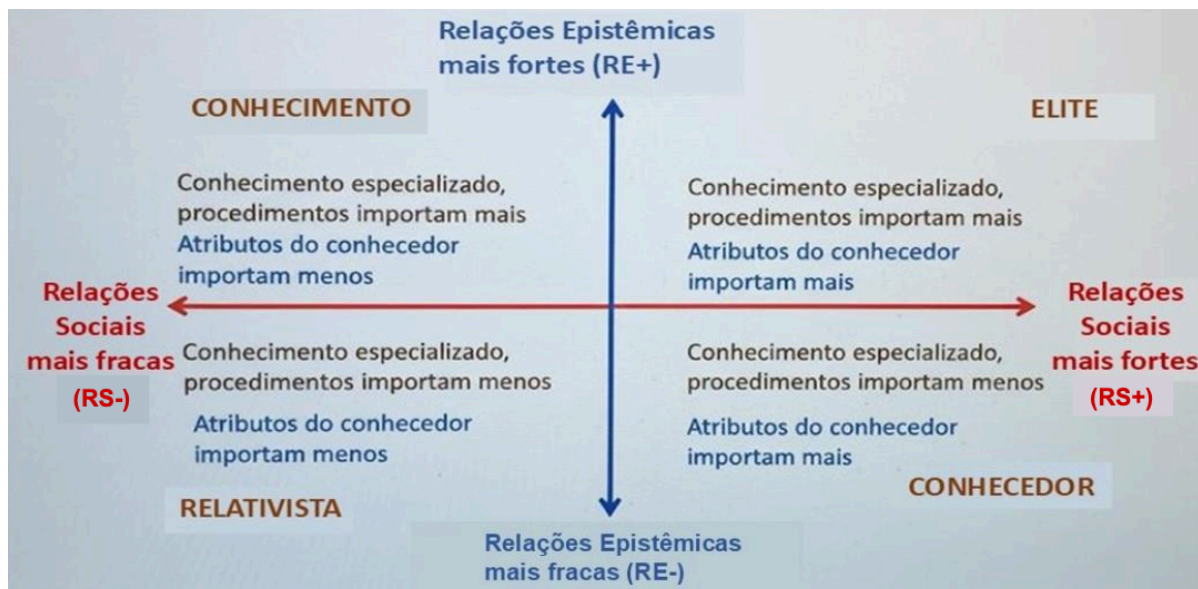 Relações Epistêmicas
mais fortes (RE+)
CONHECIMENTO
ELITE
Conhecimento especializado,
procedimentos importam mais
Atributos do conhecedor
importam menos
Conhecimento especializado,
procedimentos importam mais
Atributos do conhecedor
importam mais
Relações
Sociais
mais fracas
(RS-)
Relações
Sociais
mais fortes
(RS+)
Conhecimento especializado,
procedimentos importam menos
Atributos do conhecedor
importam menos
Conhecimento especializado,
procedimentos importam menos
Atributos do conhecedor
importam mais
RELATIVISTA
CONHECEDOR
Relações Epistêmicas
mais fracas (RE-)